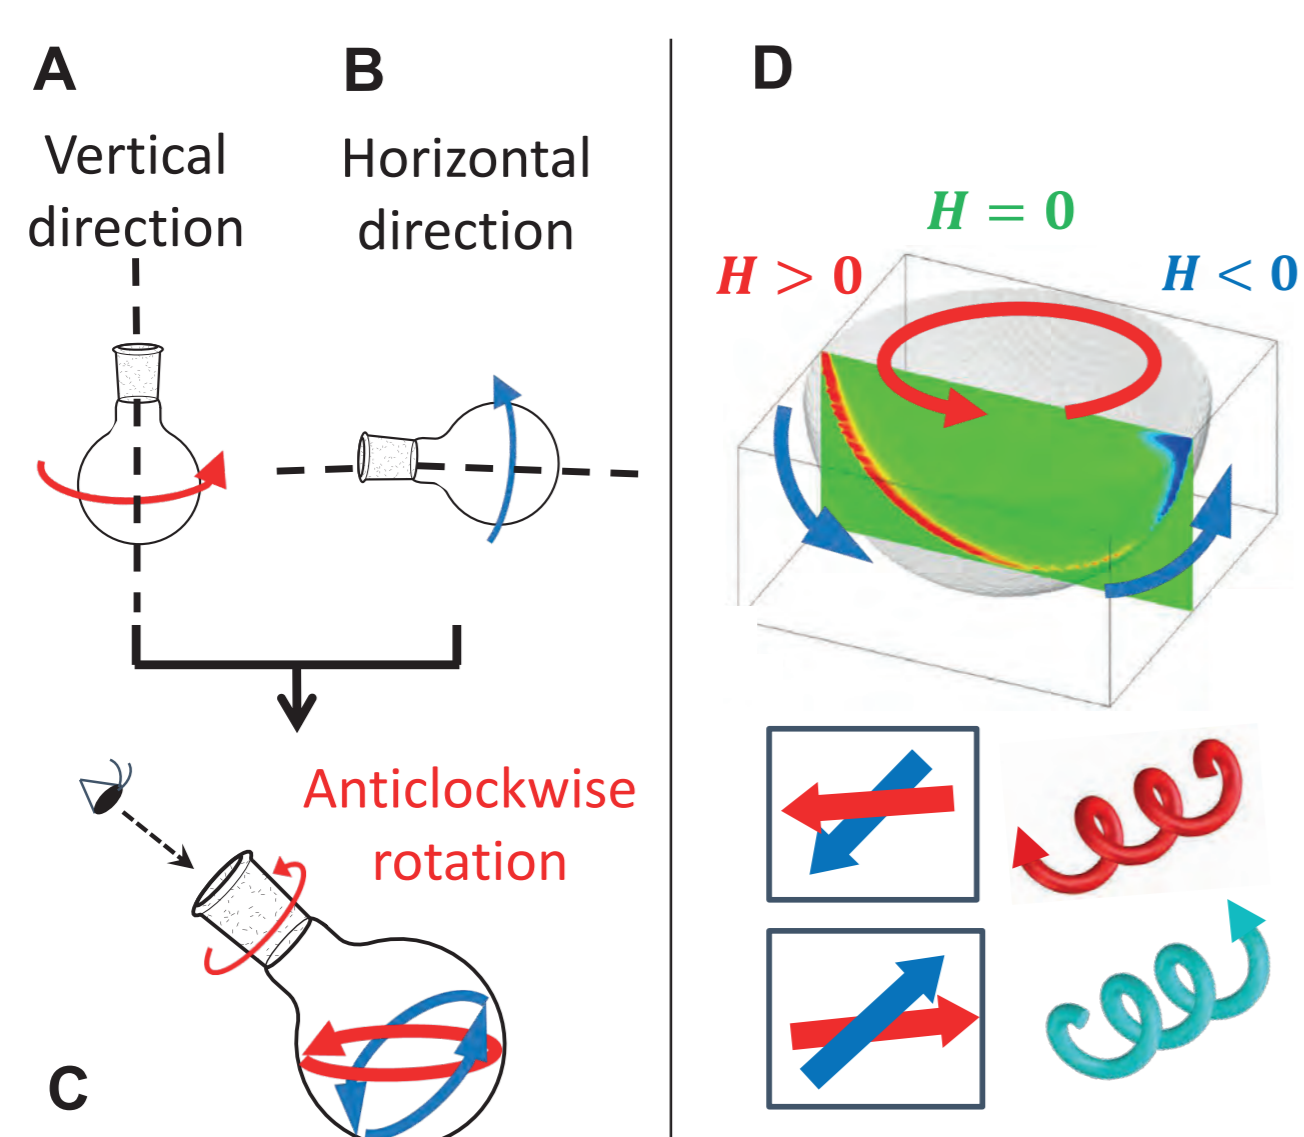 A
Vertical
direction
B
Horizontal
direction
Anticlockwise
rotation
C
D
H = 0
H > 0
H < 0